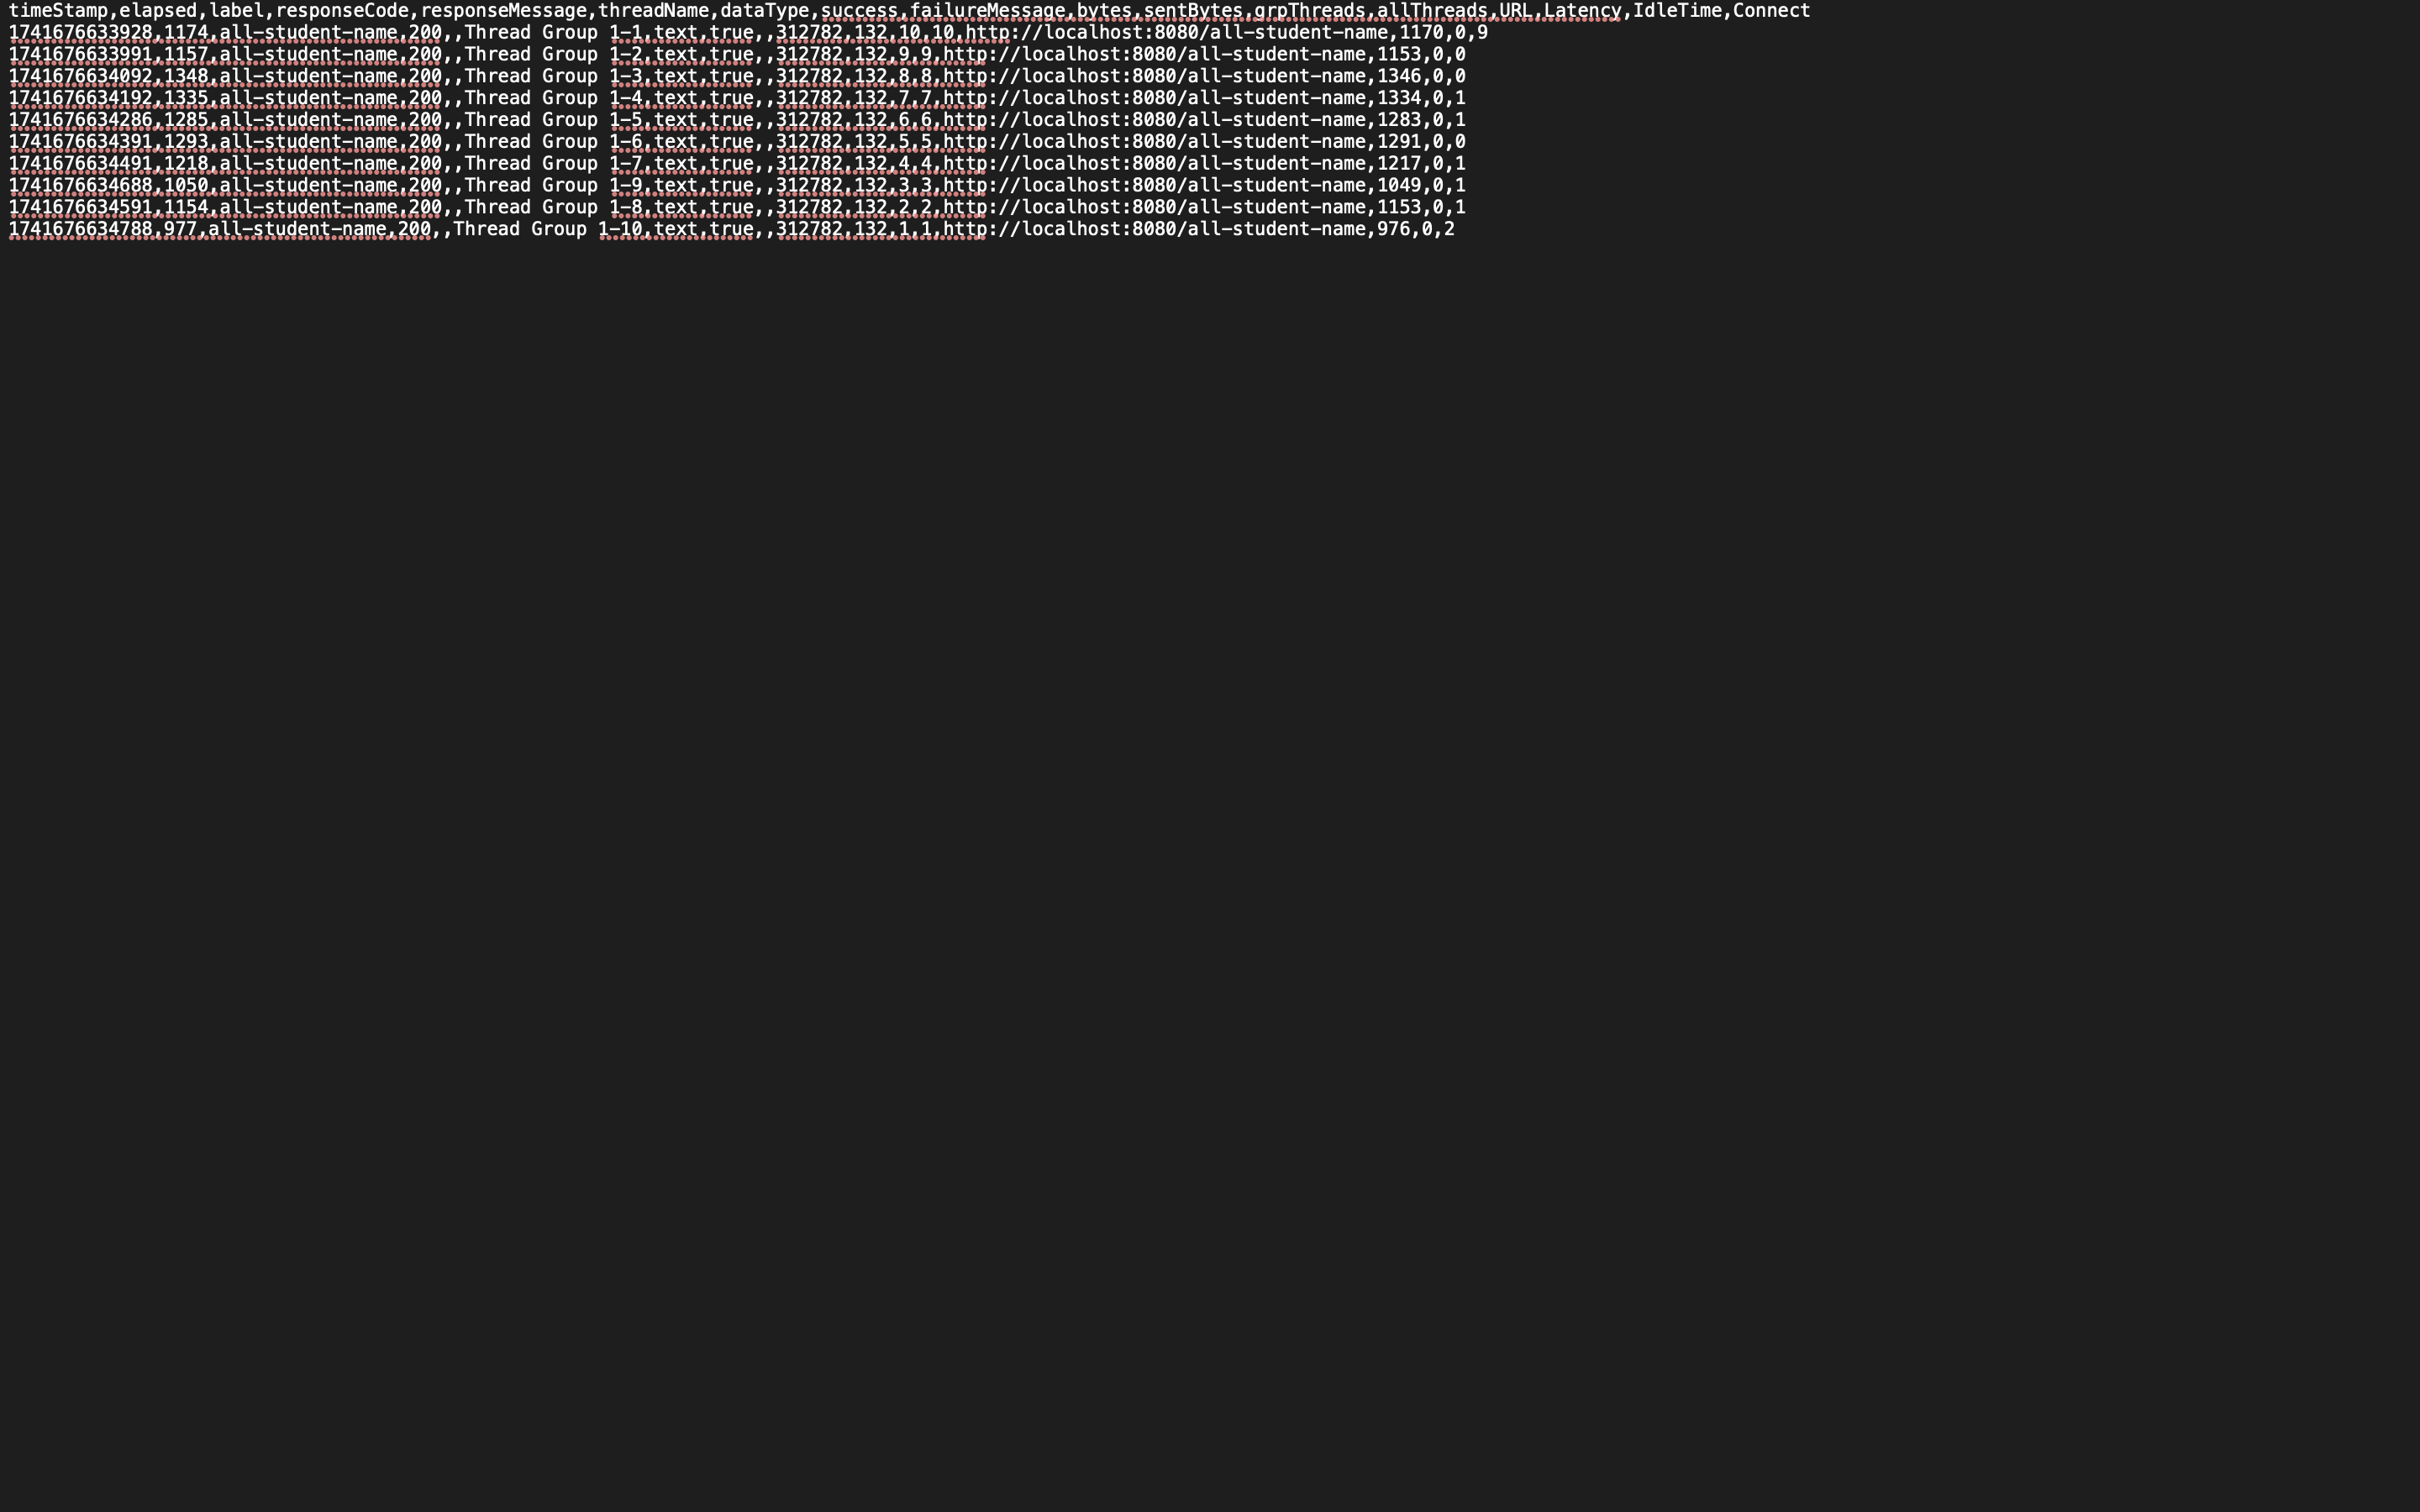 timeStamp,elapsed,label,responseCode,responseMessage,threadName,dataType,success,failureMessage,bytes,sentBytes,grpThreads,allThreads,URL,Latency,IdleTime,Connect
1741676633928,1174,all-student-name,200,,Thread Group 1-1,text,true,,312782,132,10,10,http://localhost:8080/all-student-name,1170,0,9
1741676633991,1157,all-student-name,200,,Thread Group 1-2,text,true,,312782,132,9,9,http://localhost:8080/all-student-name,1153,0,0
1741676634092,1348,all-student-name,200,,Thread Group 1-3,text,true,,312782,132,8,8,http://localhost:8080/all-student-name,1346,0,0
1741676634192,1335,all-student-name,200,,Thread Group 1-4,text,true,,312782,132,7,7,http://localhost:8080/all-student-name,1334,0,1
1741676634286,1285,all-student-name,200,,Thread Group 1-5,text,true,,312782,132,6,6,http://localhost:8080/all-student-name,1283,0,1
1741676634391,1293,all-student-name,200,,Thread Group 1-6,text,true,,312782,132,5,5,http://localhost:8080/all-student-name,1291,0,0
1741676634491,1218,all-student-name,200,,Thread Group 1-7,text,true,,312782,132,4,4,http://localhost:8080/all-student-name,1217,0,1
1741676634688,1050,all-student-name,200,,Thread Group 1-9,text,true,,312782,132,3,3,http://localhost:8080/all-student-name,1049,0,1
1741676634591,1154,all-student-name,200,,Thread Group 1-8,text,true,,312782,132,2,2,http://localhost:8080/all-student-name,1153,0,1
1741676634788,977,all-student-name,200,,Thread Group 1-10,text,true,,312782,132,1,1,http://localhost:8080/all-student-name,976,0,2